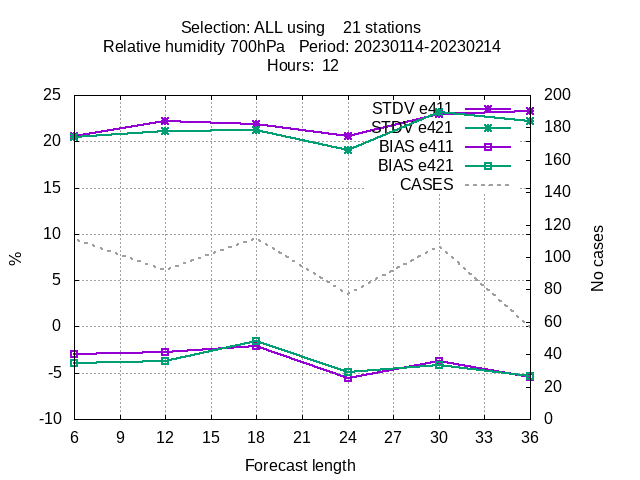 Selection: ALL using    21 stations
Relative humidity 700hPa   Period: 20230114-20230214
Hours:  12
25
20
15
10
5
0
-5
-10
%
STDV e411
STDV e421
BIAS e411
BIAS e421
CASES
200
180
160
140
120
100
80
60
40
20
0
No cases
6 9 12 15 18 21 24 27 30 33 36
Forecast length